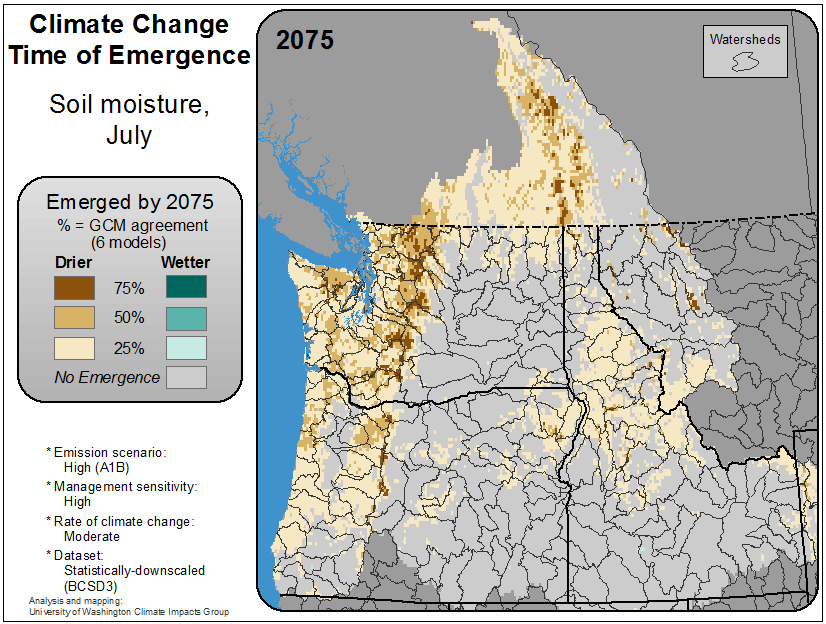 Climate Change
Time of Emergence
Soil moisture,
July
Emerged by 2075
% = GCM agreement
(6 models)
Drier Wetter
75%
50%
25%
No Emergence
* Emission scenario:
High (A1B)
* Management sensitivity:
High
* Rate of climate change:
Moderate
* Dataset:
Statistically-downscaled
(BCSD3)
Analysis and mapping:
University of Washington Climate Impacts Group
2075
Watersheds